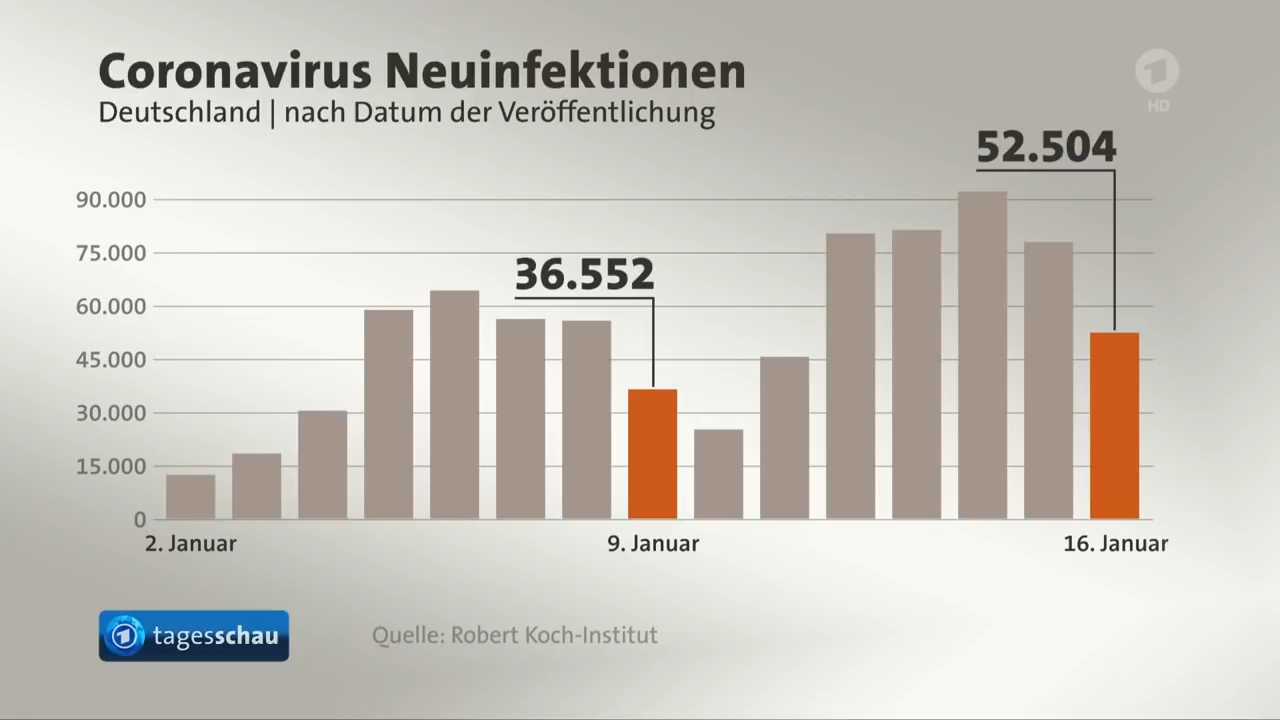 Coronavirus Neuinfektionen
Deutschland | nach Datum der Veröffentlichung
1
HD
52.504
36.552
90.000
75.000
60.000
45.000
30.000
15.000
0
2. Januar
9. Januar
16. Januar
1 tagesschau
Quelle: Robert Koch-Institut